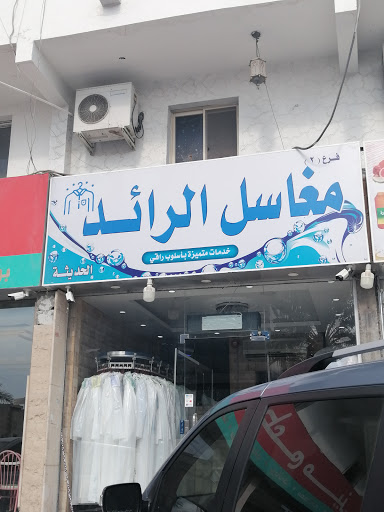 فرع (٢)
مغاسل الرائد
الحديثة
خدمات متميزة بأسلوب راقي